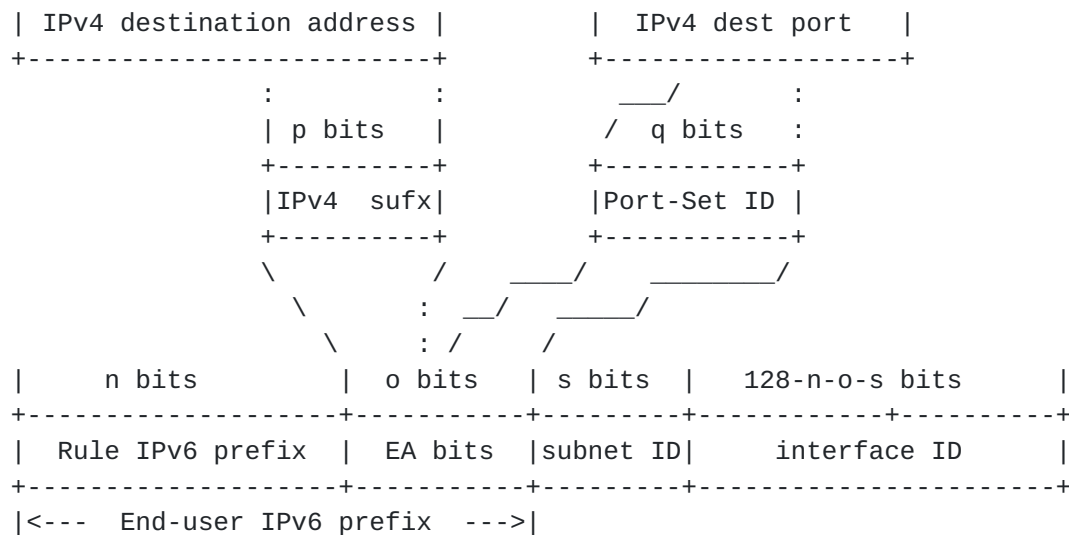 | IPv4 destination address |         |  IPv4 dest port   |
+--------------------------+         +-------------------+
                :          :           ___/       :
                | p bits   |          /  q bits   :
                +----------+         +------------+
                |IPv4  sufx|         |Port-Set ID |
                +----------+         +------------+
                \          /    ____/    ________/
                  \       :  __/   _____/
                    \     : /     /
|     n bits         |  o bits   | s bits  |   128-n-o-s bits      |
+--------------------+-----------+---------+------------+----------+
|  Rule IPv6 prefix  |  EA bits  |subnet ID|     interface ID      |
+--------------------+-----------+---------+-----------------------+
|<---  End-user IPv6 prefix  --->|